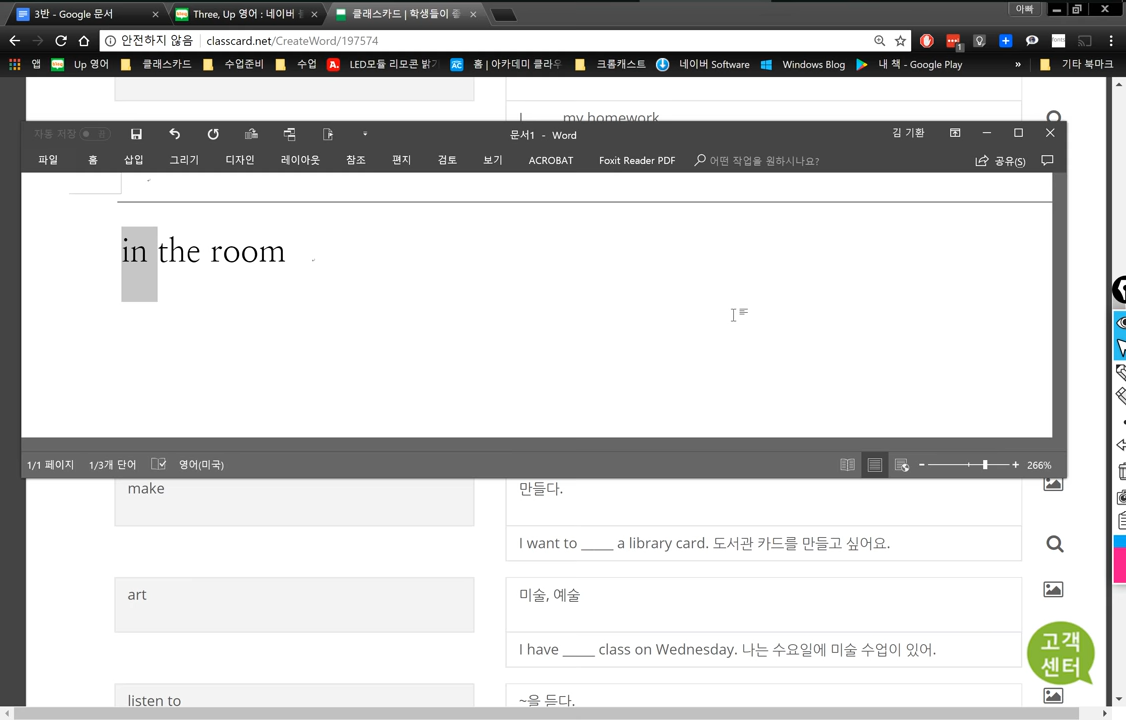 3반 - Google 문서
Three, Up 영어 : 네이버
클래스카드 | 학생들이 좋
아빠
안전하지 않음 classcard.net/CreateWord/197574
앱 Up 영어 클래스카드 수업준비 수업 LED모듈 리모콘 밝기 홈 | 아카데미 클라우 크롬캐스트 네이버 Software Windows Blog 내 책 - Google Play » 기타 북마크
I my homework
자동 저장
문서1 - Word
김 기환
파일 홈 삽입 그리기 디자인 레이아웃 참조 편지 검토 보기 ACROBAT Foxit Reader PDF 어떤 작업을 원하시나요? 공유(S)
in the room
1/1 페이지 1/3개 단어 영어(미국) 266%
make
만들다.
I want to _____ a library card. 도서관 카드를 만들고 싶어요.
art
미술, 예술
I have _____ class on Wednesday. 나는 수요일에 미술 수업이 있어.
고객
센터
listen to
~을 듣다.